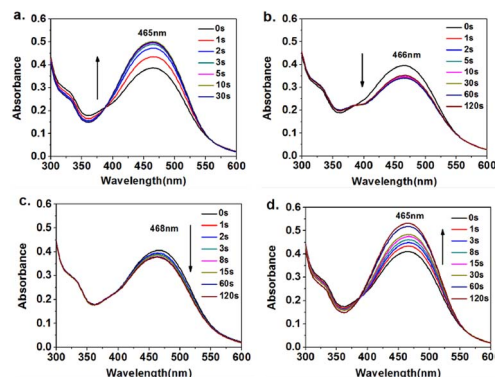 a.
465nm
0s
1s
2s
3s
5s
10s
30s
0.6
0.5
0.4
0.3
0.2
0.1
0.0
Absorbance
300 350 400 450 500 550 600
Wavelength(nm)
b.
466nm
0s
1s
2s
5s
10s
30s
60s
120s
0.6
0.5
0.4
0.3
0.2
0.1
0.0
Absorbance
300 350 400 450 500 550 600
Wavelength(nm)
c.
468nm
0s
1s
2s
3s
8s
15s
60s
120s
0.6
0.5
0.4
0.3
0.2
0.1
0.0
Absorbance
300 350 400 450 500 550 600
Wavelength(nm)
d.
465nm
0s
1s
3s
8s
15s
30s
60s
120s
0.6
0.5
0.4
0.3
0.2
0.1
0.0
Absorbance
300 350 400 450 500 550 600
Wavelength(nm)